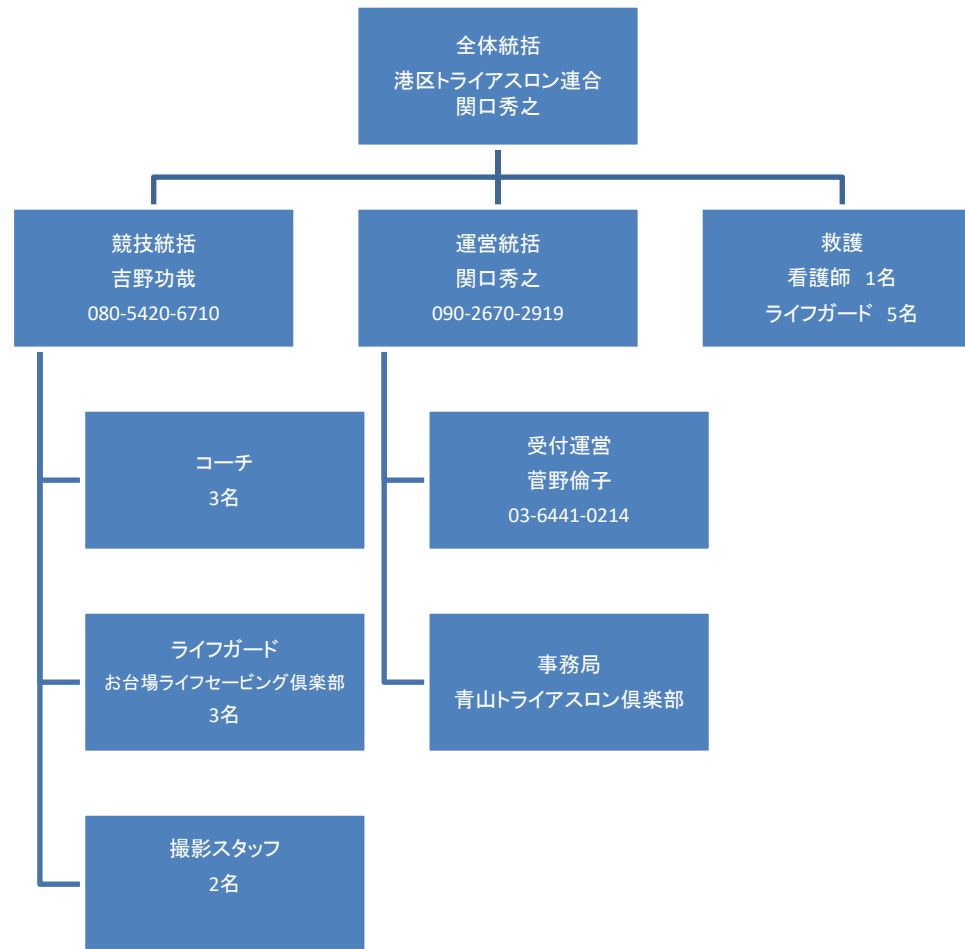 全体統括
港区トライアスロン連合
関口秀之
競技統括
吉野功哉
080-5420-6710
運営統括
関口秀之
090-2670-2919
救護
看護師 1名
ライフガード 5名
コーチ
3名
受付運営
菅野倫子
03-6441-0214
ライフガード
お台場ライフセービング倶楽部
3名
事務局
青山トライアスロン倶楽部
撮影スタッフ
2名